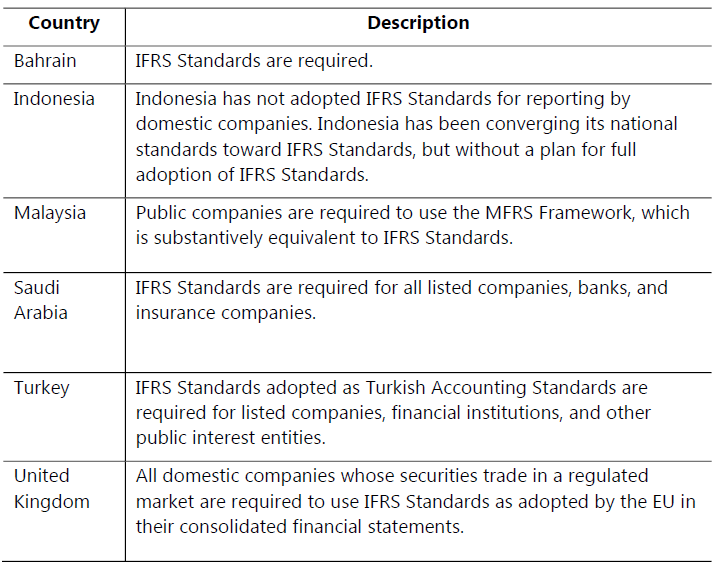 Country Description
Bahrain IFRS Standards are required.
Indonesia Indonesia has not adopted IFRS Standards for reporting by
domestic companies. Indonesia has been converging its national
standards toward IFRS Standards, but without a plan for full
adoption of IFRS Standards.
Malaysia Public companies are required to use the MFRS Framework, which
is substantively equivalent to IFRS Standards.
Saudi IFRS Standards are required for all listed companies, banks, and
Arabia insurance companies.
Turkey IFRS Standards adopted as Turkish Accounting Standards are
required for listed companies, financial institutions, and other
public interest entities.
United All domestic companies whose securities trade in a regulated
Kingdom market are required to use IFRS Standards as adopted by the EU in
their consolidated financial statements.